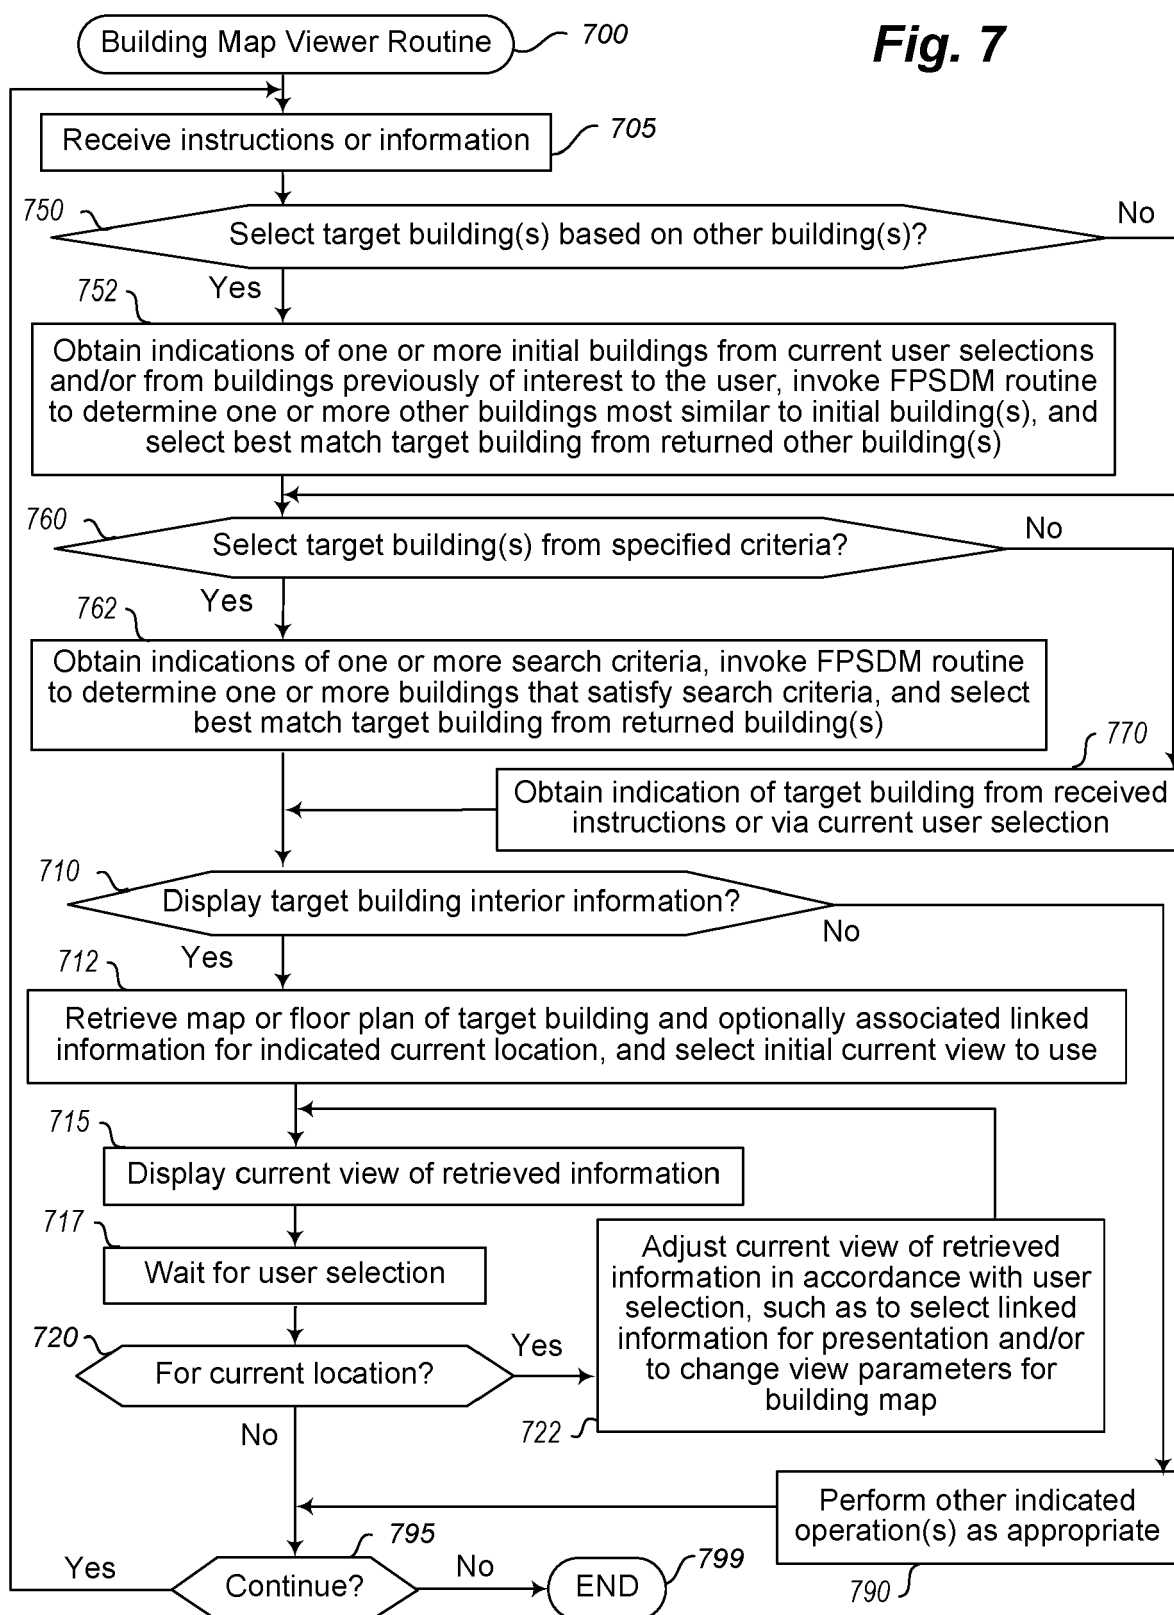 Building Map Viewer Routine
700
Fig. 7
Receive instructions or information
705
750
Select target building(s) based on other building(s)?
No
Yes
752
Obtain indications of one or more initial buildings from current user selections
and/or from buildings previously of interest to the user, invoke FPSDM routine
to determine one or more other buildings most similar to initial building(s), and
select best match target building from returned other building(s)
760
Select target building(s) from specified criteria?
No
Yes
762
Obtain indications of one or more search criteria, invoke FPSDM routine
to determine one or more buildings that satisfy search criteria, and select
best match target building from returned building(s)
770
Obtain indication of target building from received
instructions or via current user selection
710
Display target building interior information?
No
Yes
712
Retrieve map or floor plan of target building and optionally associated linked
information for indicated current location, and select initial current view to use
715
Display current view of retrieved information
717
Wait for user selection
720
For current location?
Yes
No
Adjust current view of retrieved
information in accordance with user
selection, such as to select linked
information for presentation and/or
to change view parameters for
building map
722
Perform other indicated
operation(s) as appropriate
790
795
Continue?
Yes
No
END
799